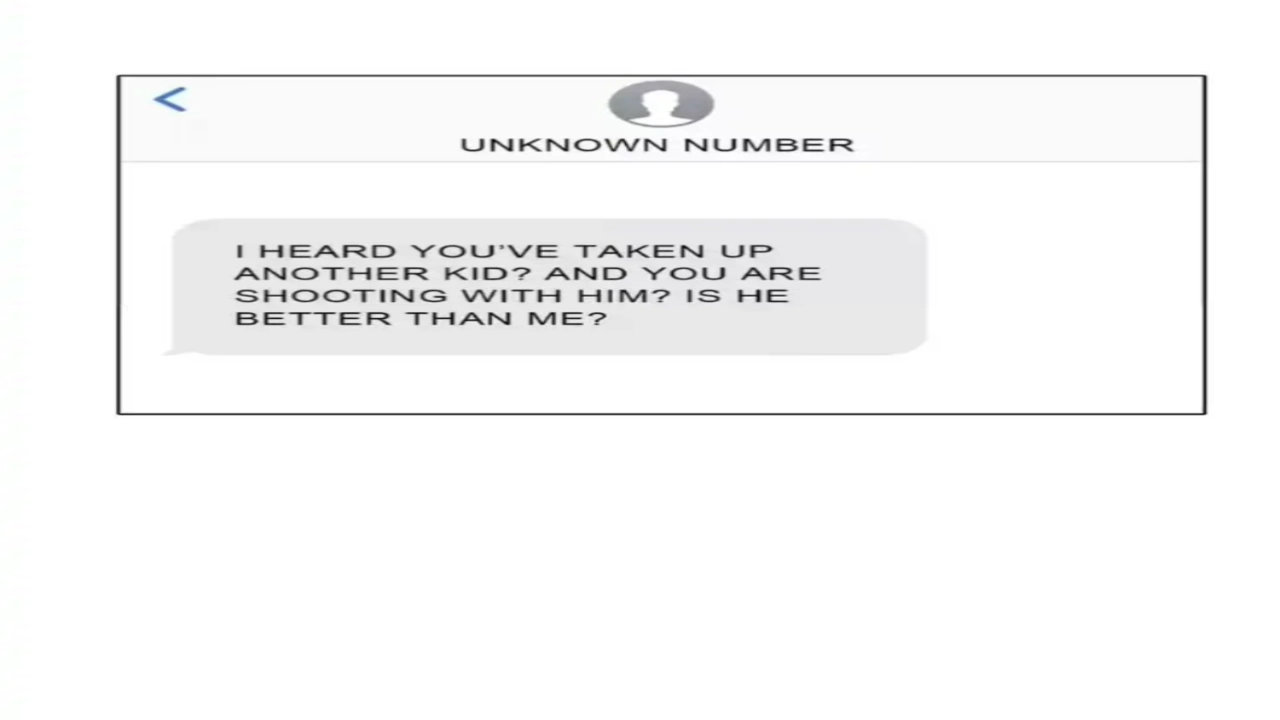 UNKNOWN NUMBER
I HEARD YOU'VE TAKEN UP
ANOTHER KID? AND YOU ARE
SHOOTING WITH HIM? IS HE
BETTER THAN ME?